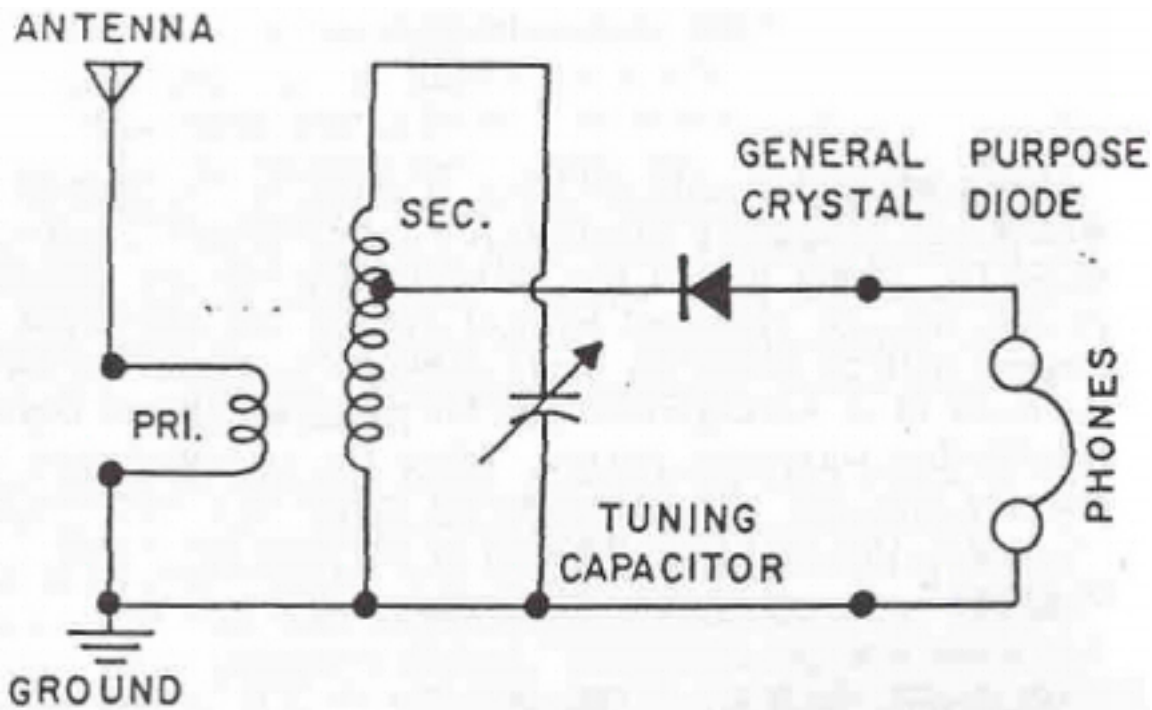 ANTENNA
GENERAL PURPOSE
CRYSTAL DIODE
SEC.
PRI.
PHONES
TUNING
CAPACITOR
GROUND